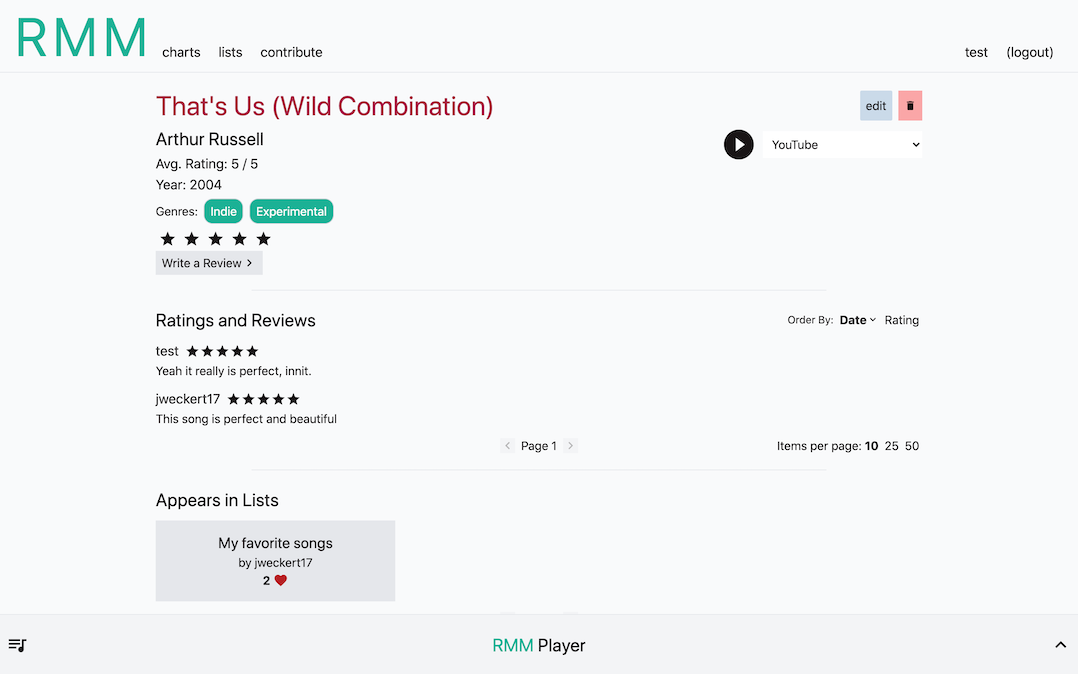 RMM charts lists contribute test (logout)
That's Us (Wild Combination) edit
Arthur Russell
YouTube
Avg. Rating: 5 / 5
Year: 2004
Genres: Indie Experimental
Write a Review
Ratings and Reviews Order By: Date Rating
test
Yeah it really is perfect, innit.
jweckert17
This song is perfect and beautiful
Page 1 Items per page: 10 25 50
Appears in Lists
My favorite songs
by jweckert17
2
RMM Player